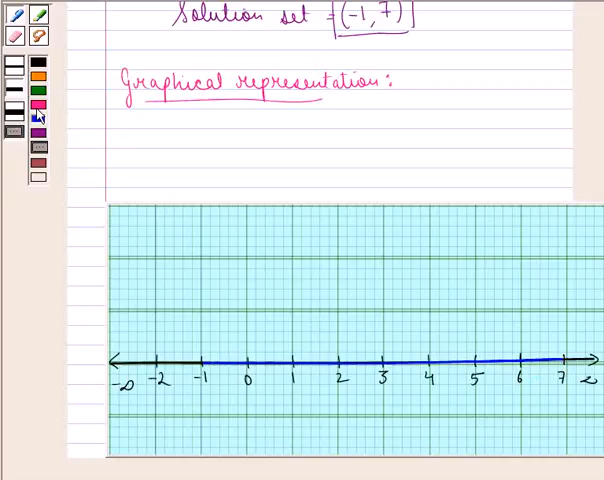 Solution set = (-1, 7)
Graphical representation:
-∞ -2 -1 0 1 2 3 4 5 6 7 ∞